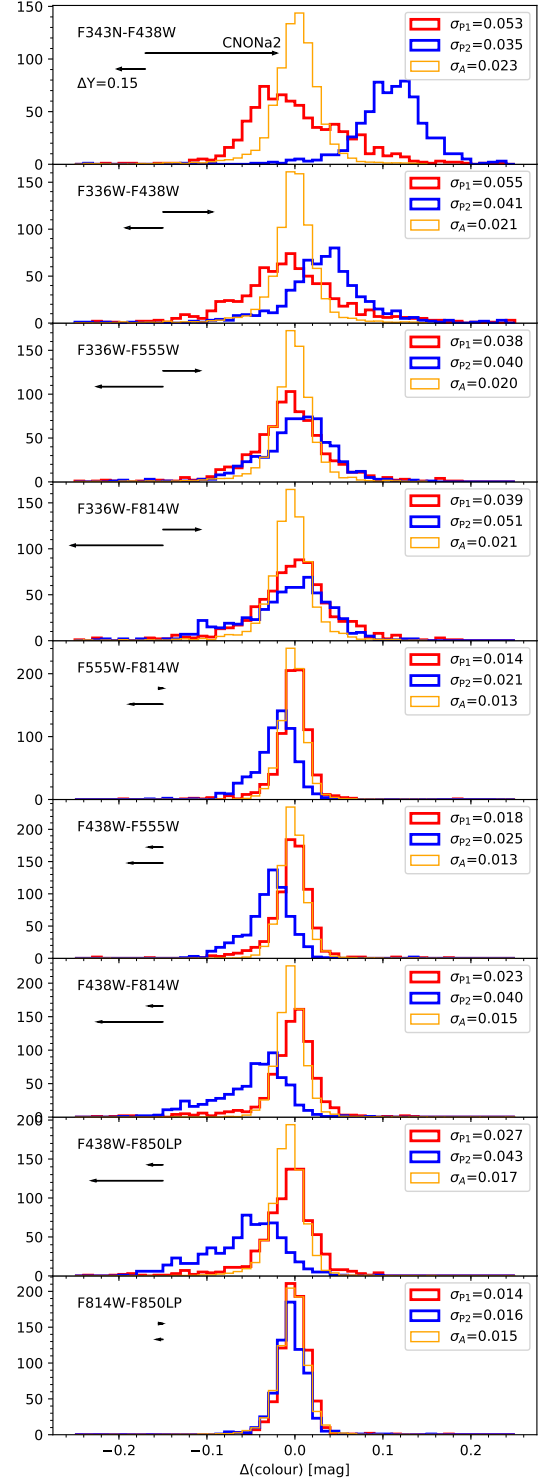 F343N-F438W
CNONa2
ΔY=0.15
σP1=0.053
σP2=0.035
σA=0.023
150
100
50
0
F336W-F438W
σP1=0.055
σP2=0.041
σA=0.021
150
100
50
0
F336W-F555W
σP1=0.038
σP2=0.040
σA=0.020
150
100
50
0
F336W-F814W
σP1=0.039
σP2=0.051
σA=0.021
150
100
50
0
F555W-F814W
σP1=0.014
σP2=0.021
σA=0.013
200
100
0
F438W-F555W
σP1=0.018
σP2=0.025
σA=0.013
200
150
100
50
0
F438W-F814W
σP1=0.023
σP2=0.040
σA=0.015
200
150
100
50
0
F438W-F850LP
σP1=0.027
σP2=0.043
σA=0.017
200
150
100
50
0
F814W-F850LP
σP1=0.014
σP2=0.016
σA=0.015
200
150
100
50
0
−0.2 −0.1 0.0 0.1 0.2
Δ(colour) [mag]